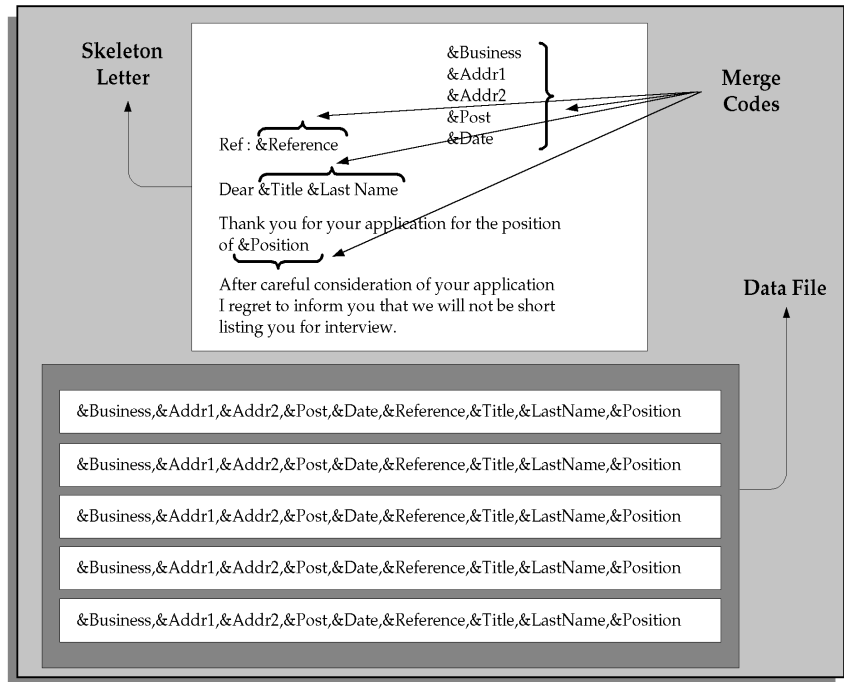 Skeleton
Letter
&Business
&Addr1
&Addr2
&Post
&Date
Merge
Codes
Ref : &Reference
Dear &Title &Last Name
Thank you for your application for the position
of &Position
After careful consideration of your application
I regret to inform you that we will not be short
listing you for interview.
Data File
&Business,&Addr1,&Addr2,&Post,&Date,&Reference,&Title,&LastName,&Position
&Business,&Addr1,&Addr2,&Post,&Date,&Reference,&Title,&LastName,&Position
&Business,&Addr1,&Addr2,&Post,&Date,&Reference,&Title,&LastName,&Position
&Business,&Addr1,&Addr2,&Post,&Date,&Reference,&Title,&LastName,&Position
&Business,&Addr1,&Addr2,&Post,&Date,&Reference,&Title,&LastName,&Position